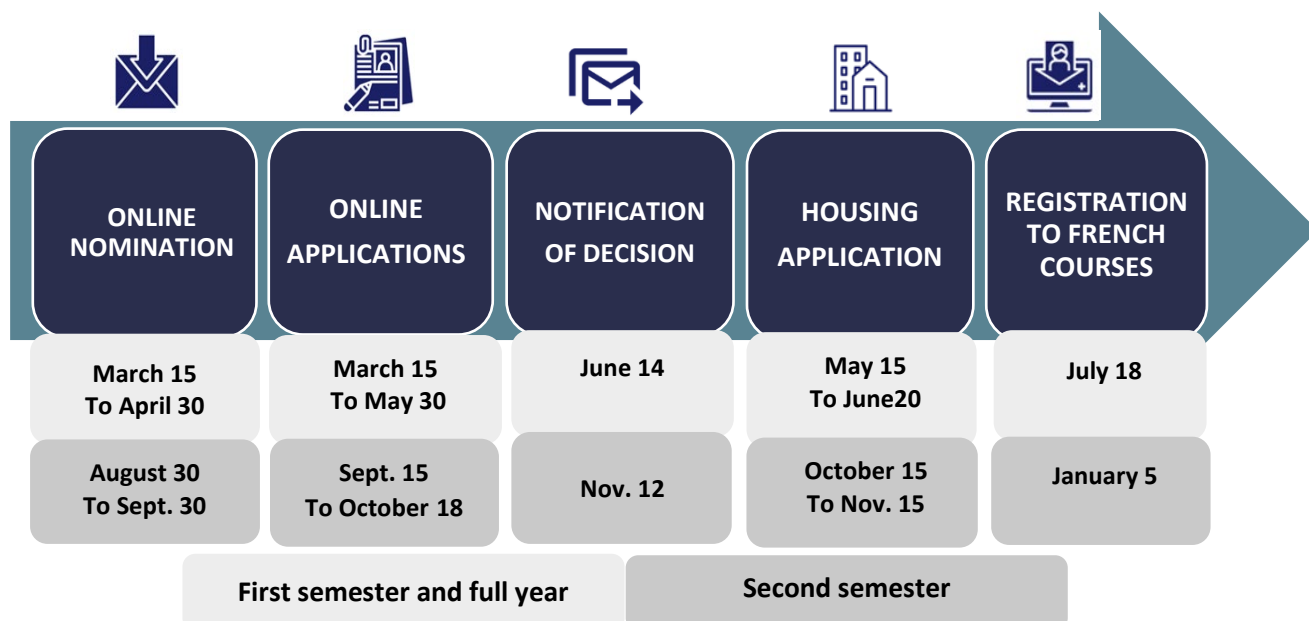 ONLINE
NOMINATION
ONLINE
APPLICATIONS
NOTIFICATION
OF DECISION
HOUSING
APPLICATION
REGISTRATION
TO FRENCH
COURSES
March 15
To April 30
March 15
To May 30
June 14
May 15
To June20
July 18
August 30
To Sept. 30
Sept. 15
To October 18
Nov. 12
October 15
To Nov. 15
January 5
First semester and full year
Second semester